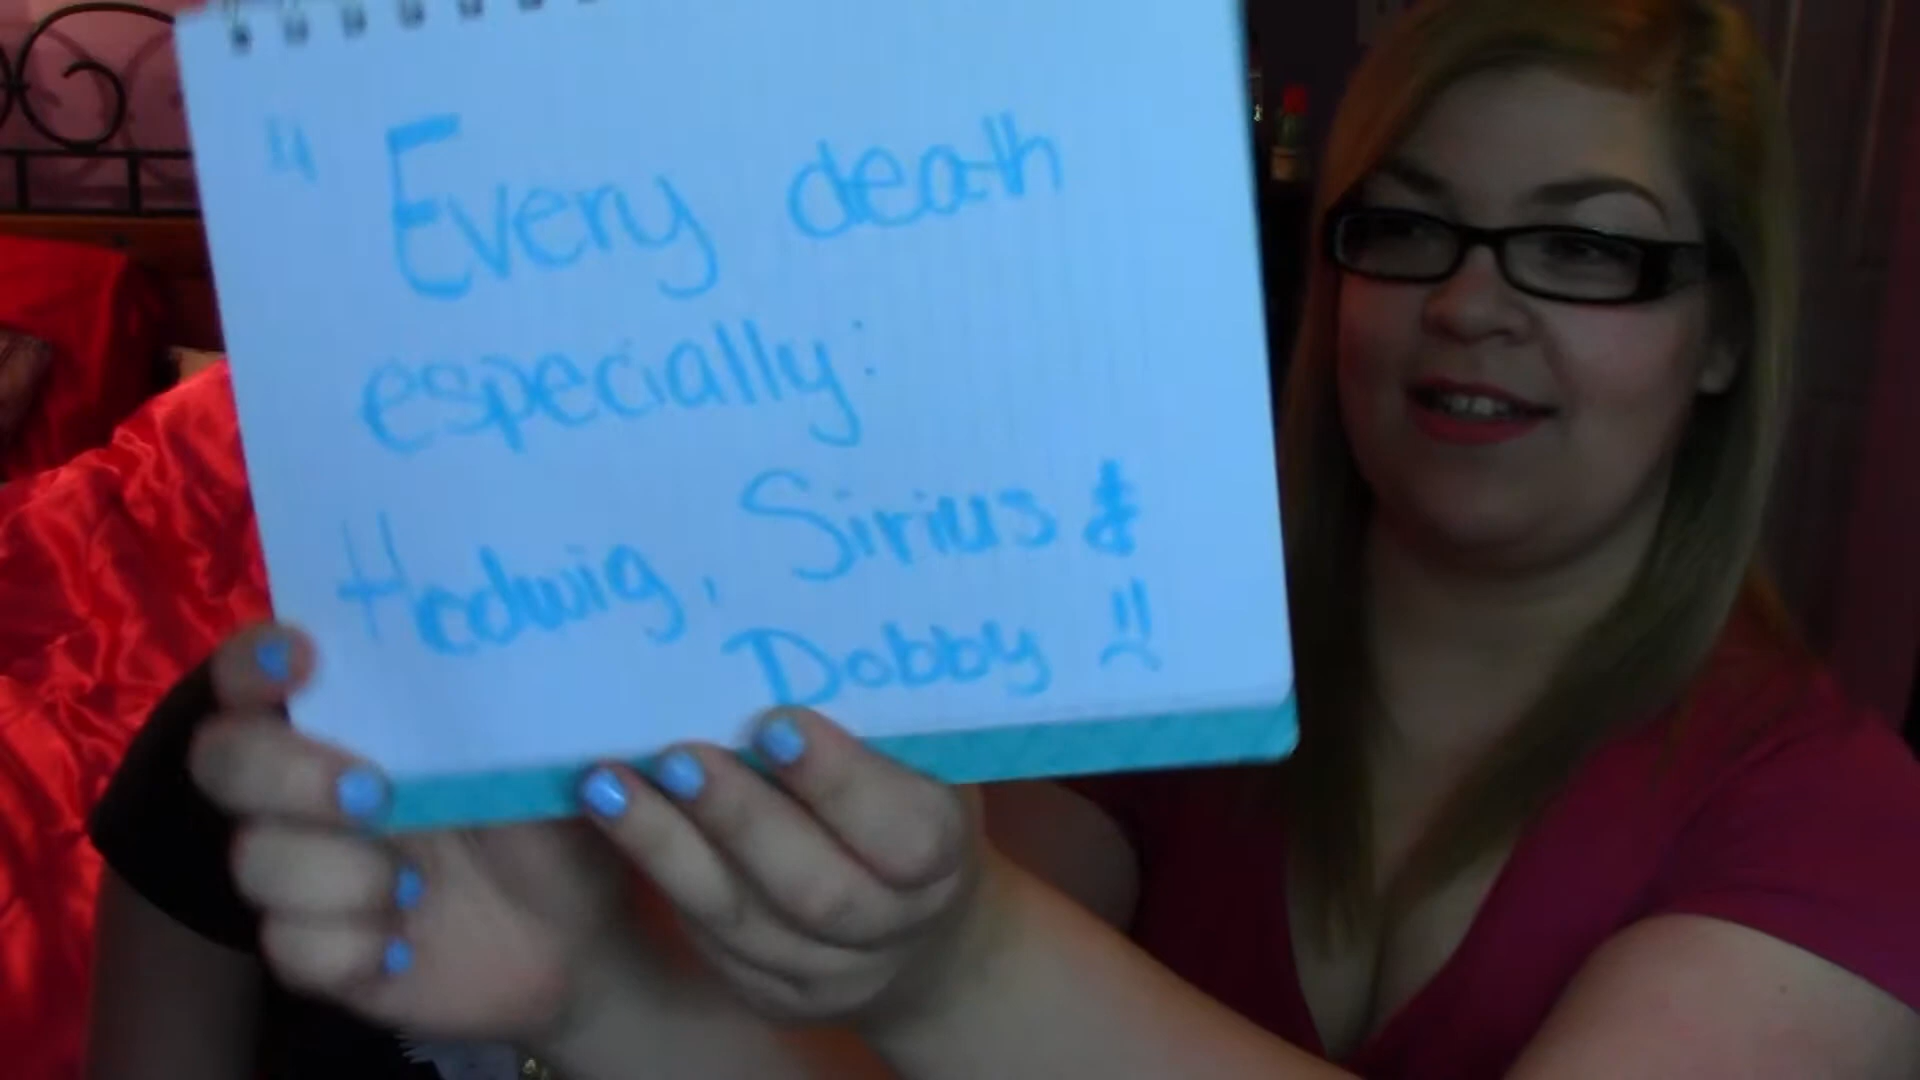 " Every death
especially:
Hedwig, Sirius &
Dobby !!